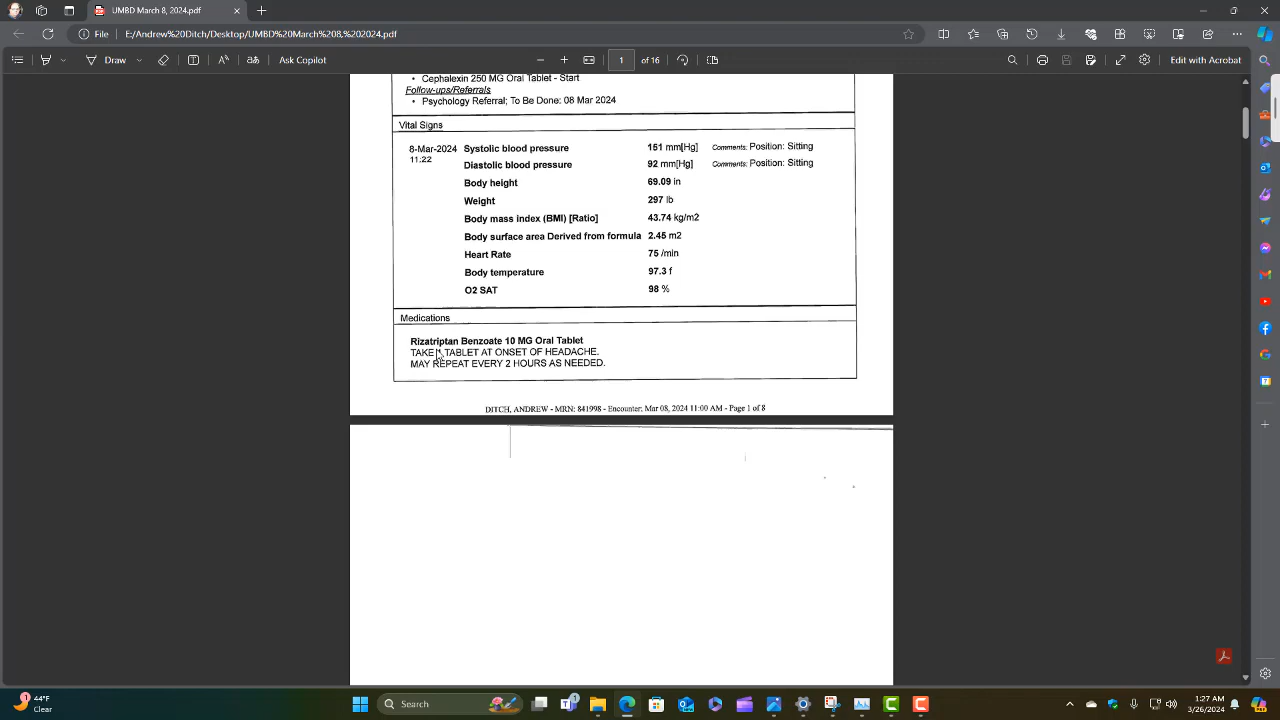 UMBD March 8, 2024.pdf
File E:/Andrew%20Ditch/Desktop/UMBD%20March%208,%202024.pdf
Draw Ask Copilot 1 of 16 Edit with Acrobat
• Cephalexin 250 MG Oral Tablet - Start
Follow-ups/Referrals
• Psychology Referral; To Be Done: 08 Mar 2024
Vital Signs
8-Mar-2024 Systolic blood pressure 151 mm[Hg] Comments: Position: Sitting
11:22
Diastolic blood pressure 92 mm[Hg] Comments: Position: Sitting
Body height 69.09 in
Weight 297 lb
Body mass index (BMI) [Ratio] 43.74 kg/m2
Body surface area Derived from formula 2.45 m2
Heart Rate 75 /min
Body temperature 97.3 f
O2 SAT 98 %
Medications
Rizatriptan Benzoate 10 MG Oral Tablet
TAKE 1 TABLET AT ONSET OF HEADACHE.
MAY REPEAT EVERY 2 HOURS AS NEEDED.
DITCH, ANDREW - MRN: 841998 - Encounter: Mar 08, 2024 11:00 AM - Page 1 of 8
44°F
Clear
Search
1:27 AM
3/26/2024